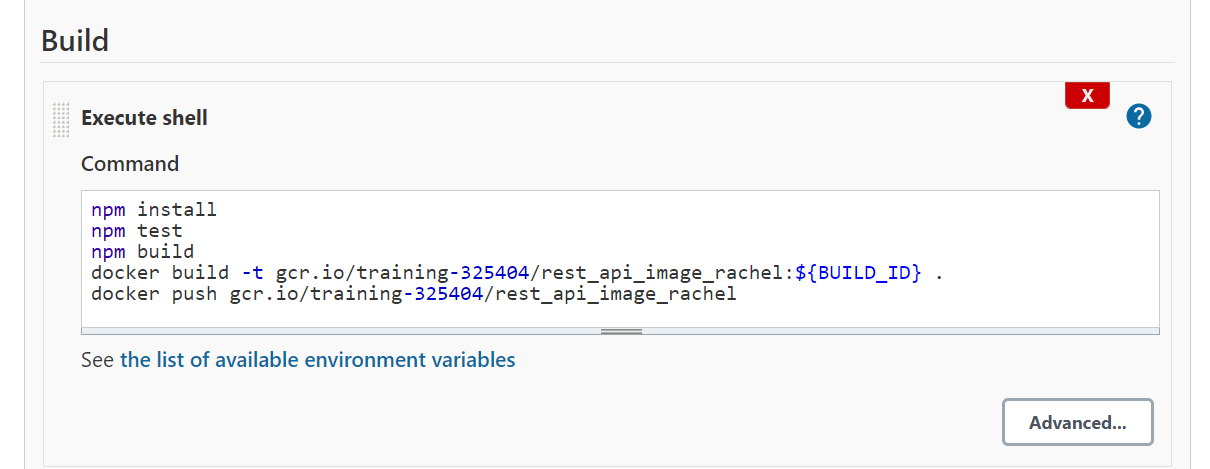 Build
X
Execute shell
?
Command
npm install
npm test
npm build
docker build -t gcr.io/training-325404/rest_api_image_rachel:${BUILD_ID} .
docker push gcr.io/training-325404/rest_api_image_rachel
See the list of available environment variables
Advanced...